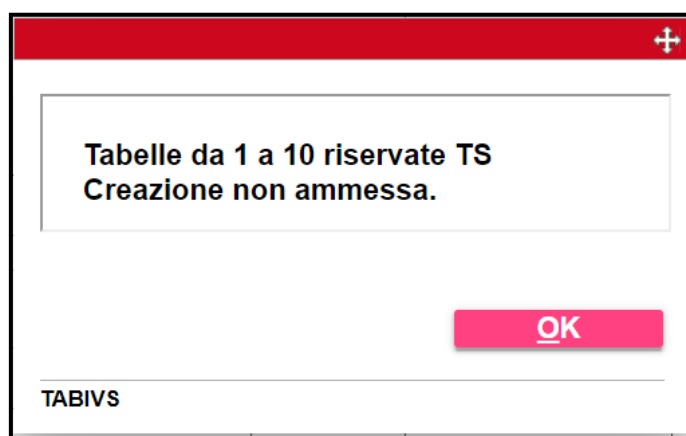 Tabelle da 1 a 10 riservate TS
Creazione non ammessa.
OK
TABIVS